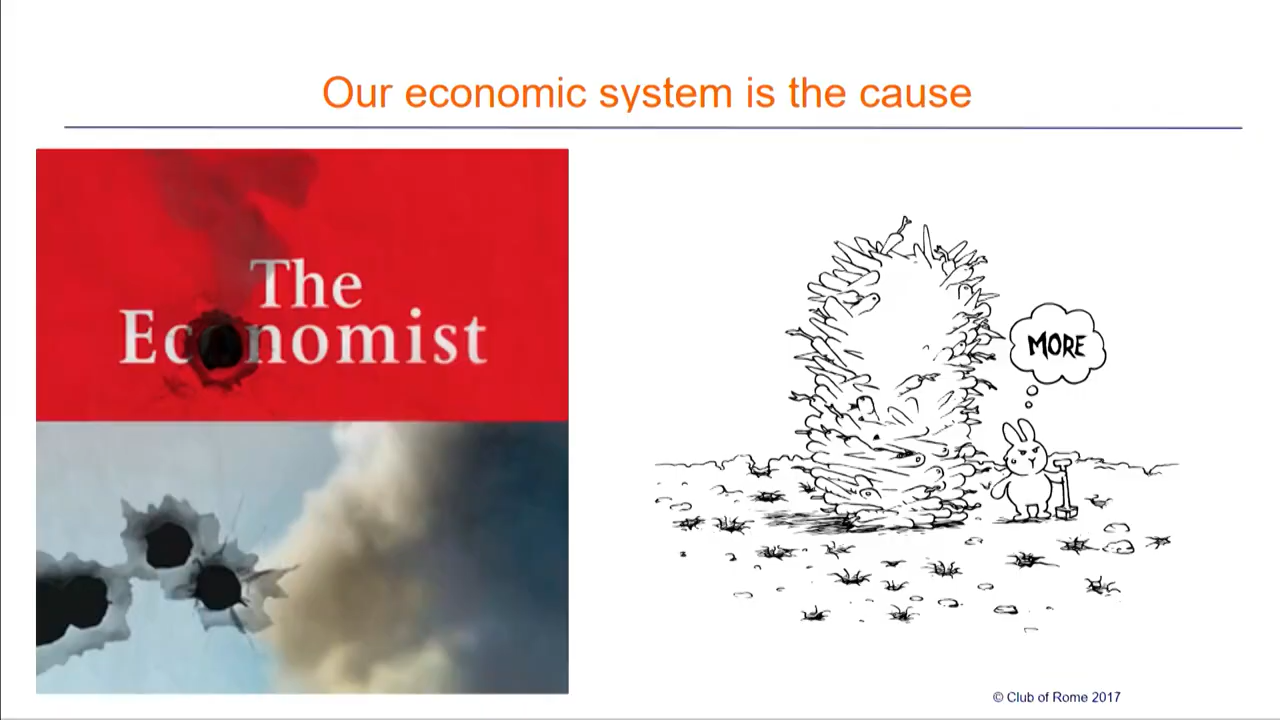 Our economic system is the cause
The
Economist
MORE
© Club of Rome 2017